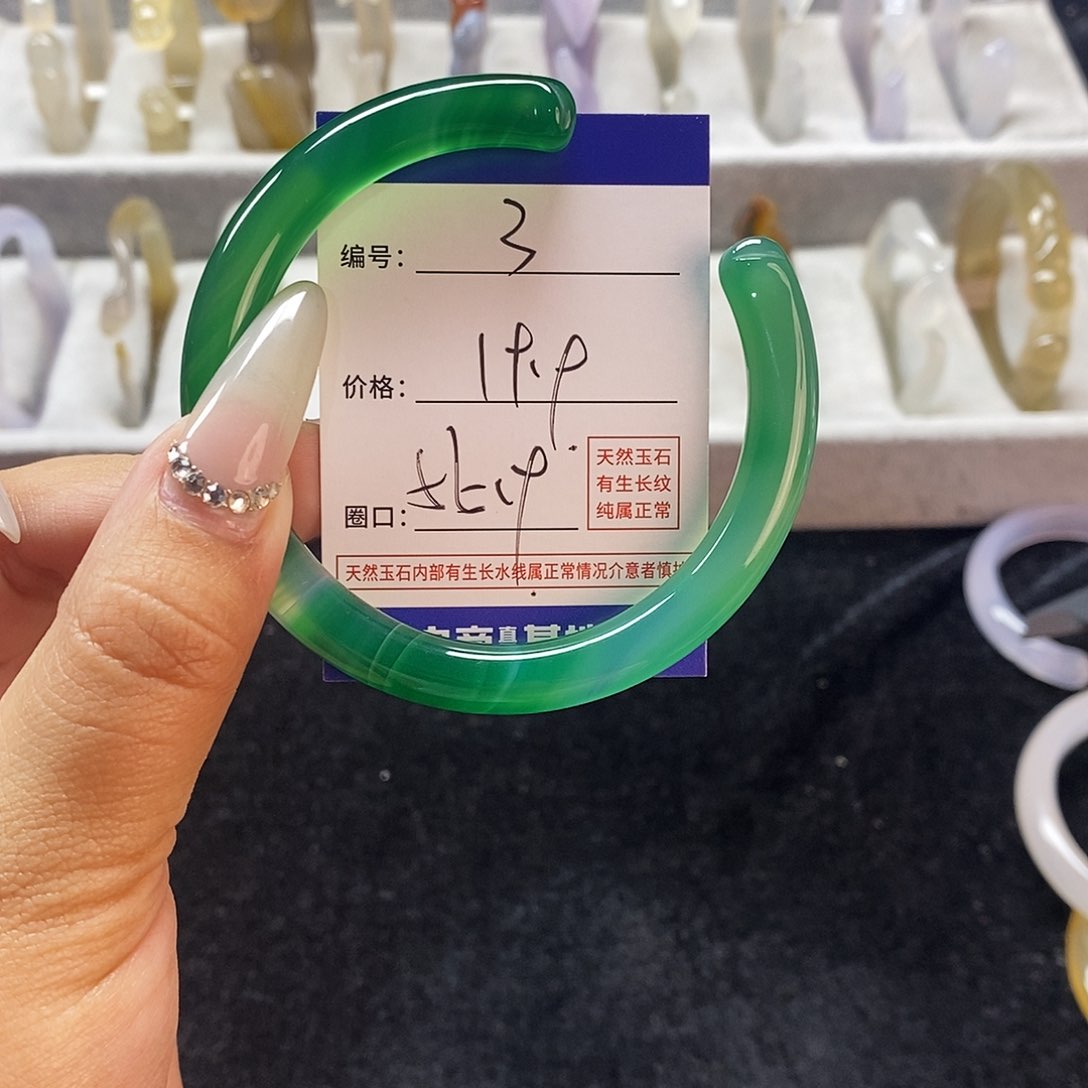 编号： 3
价格： 19.9
圈口：
天然玉石
有生长纹
纯属正常
天然玉石内部有生长水线属正常情况介意者慎